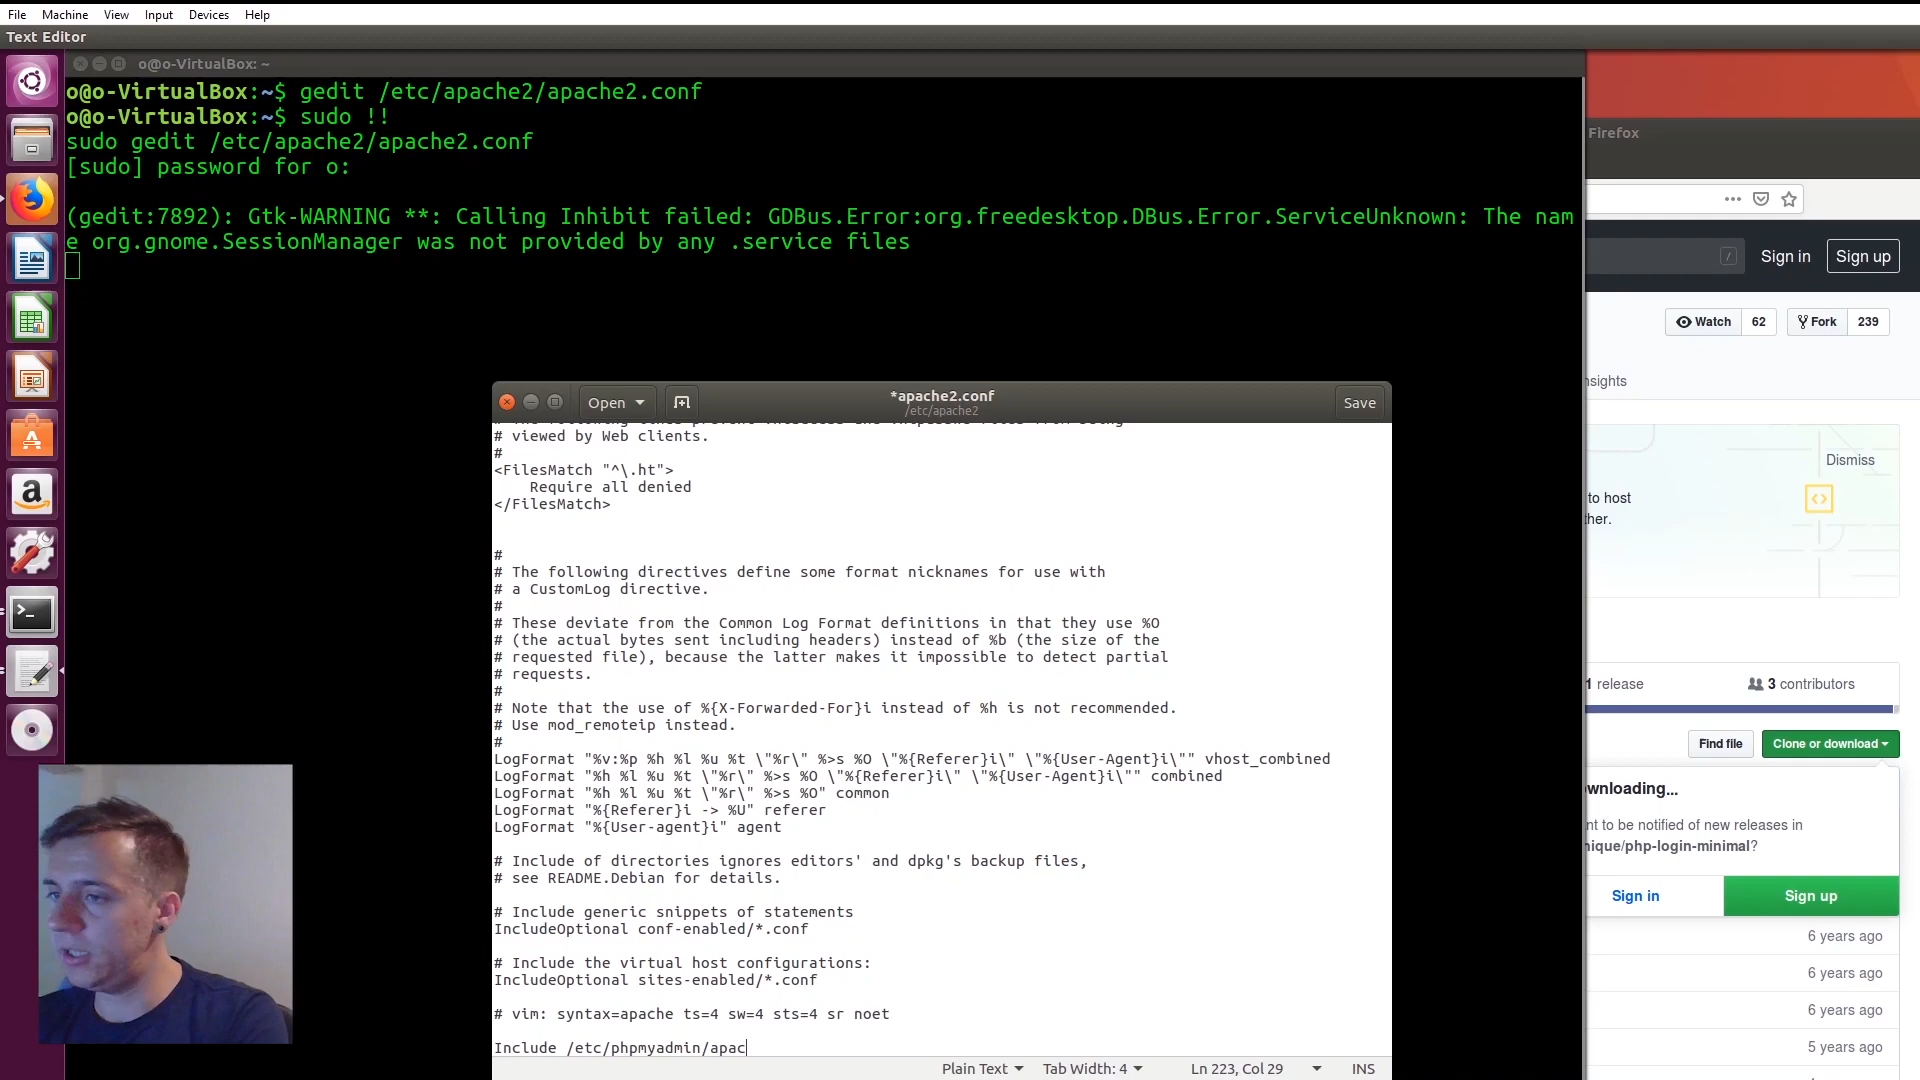 File Machine View Input Devices Help
Text Editor
o@o-VirtualBox: ~
o@o-VirtualBox:~$ gedit /etc/apache2/apache2.conf
o@o-VirtualBox:~$ sudo !!
sudo gedit /etc/apache2/apache2.conf
[sudo] password for o:
(gedit:7892): Gtk-WARNING **: Calling Inhibit failed: GDBus.Error:org.freedesktop.DBus.Error.ServiceUnknown: The nam
e org.gnome.SessionManager was not provided by any .service files
Firefox
/ Sign in Sign up
Watch 62 Fork 239
nsights
Dismiss
to host
ther.
1 release 3 contributors
Find file Clone or download
wnloading...
nt to be notified of new releases in
nique/php-login-minimal?
Sign in Sign up
6 years ago
6 years ago
6 years ago
5 years ago
Open *apache2.conf Save
/etc/apache2
# viewed by Web clients.
#
<FilesMatch "^\.ht">
Require all denied
</FilesMatch>
#
# The following directives define some format nicknames for use with
# a CustomLog directive.
#
# These deviate from the Common Log Format definitions in that they use %O
# (the actual bytes sent including headers) instead of %b (the size of the
# requested file), because the latter makes it impossible to detect partial
# requests.
#
# Note that the use of %{X-Forwarded-For}i instead of %h is not recommended.
# Use mod_remoteip instead.
#
LogFormat "%v:%p %h %l %u %t \"%r\" %>s %O \"%{Referer}i\" \"%{User-Agent}i\"" vhost_combined
LogFormat "%h %l %u %t \"%r\" %>s %O \"%{Referer}i\" \"%{User-Agent}i\"" combined
LogFormat "%h %l %u %t \"%r\" %>s %O" common
LogFormat "%{Referer}i -> %U" referer
LogFormat "%{User-agent}i" agent
# Include of directories ignores editors' and dpkg's backup files,
# see README.Debian for details.
# Include generic snippets of statements
IncludeOptional conf-enabled/*.conf
# Include the virtual host configurations:
IncludeOptional sites-enabled/*.conf
# vim: syntax=apache ts=4 sw=4 sts=4 sr noet
Include /etc/phpmyadmin/apac
Plain Text Tab Width: 4 Ln 223, Col 29 INS